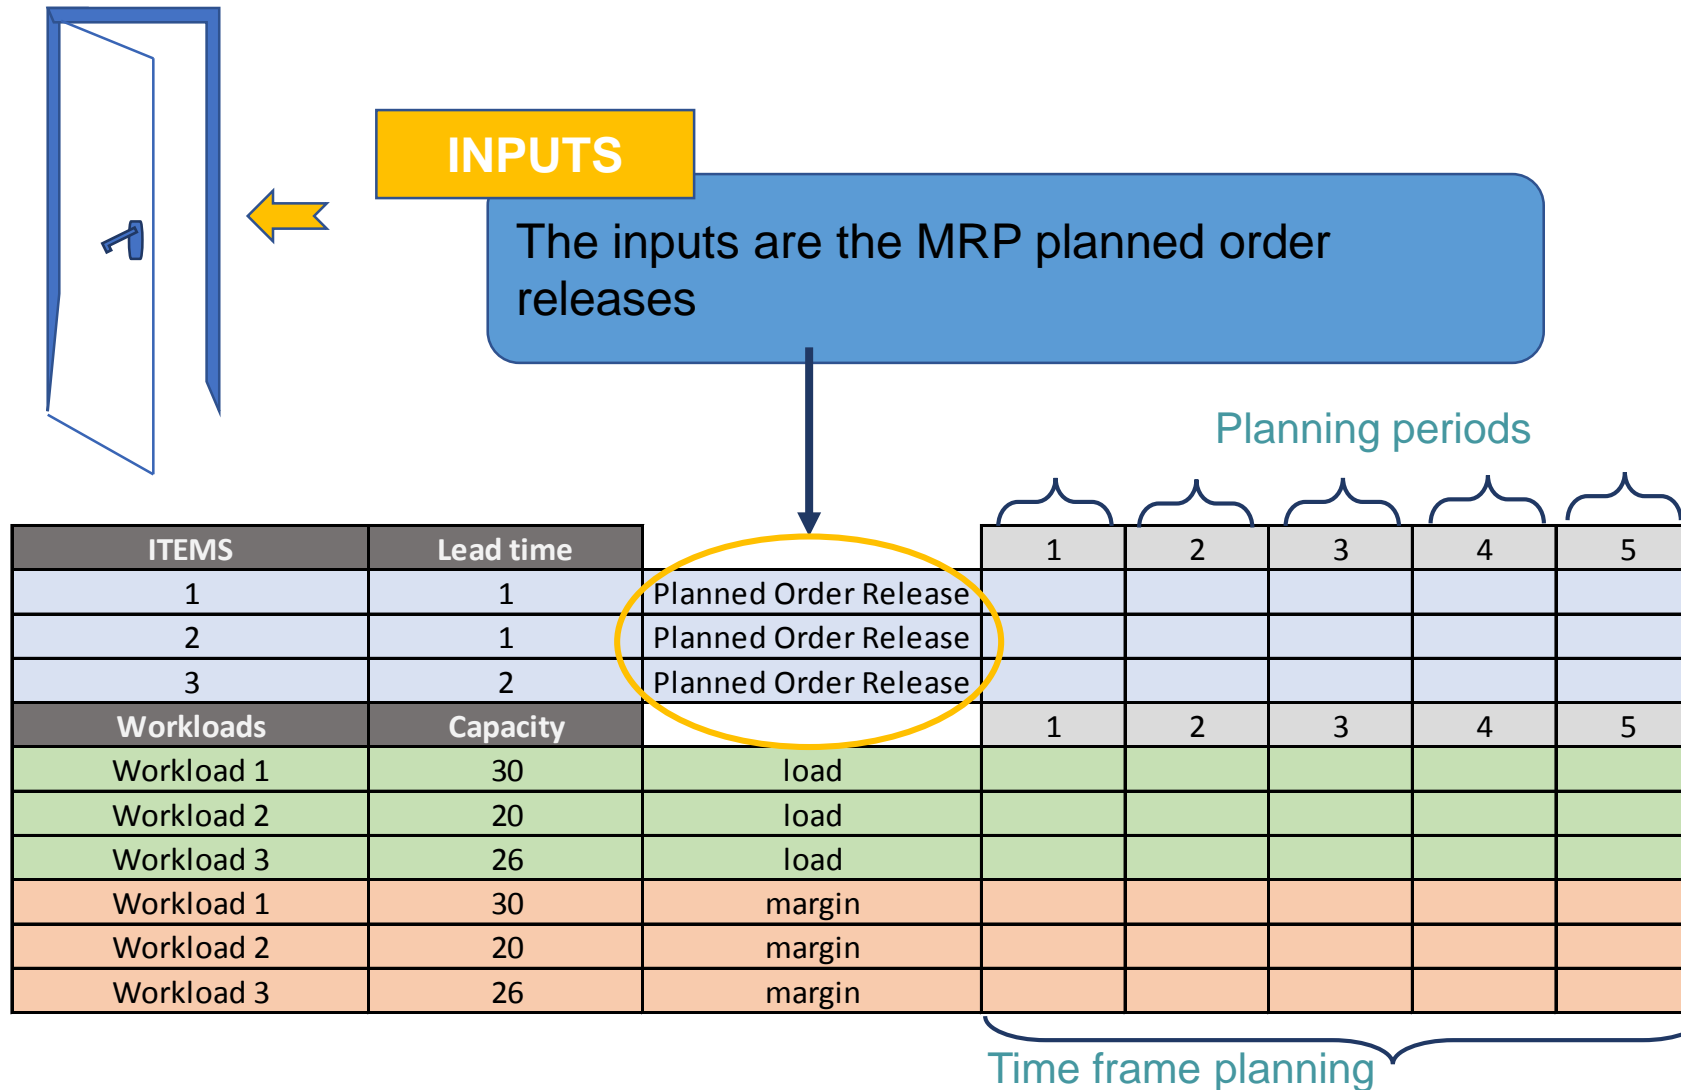 INPUTS
The inputs are the MRP planned order
releases
Planning periods
ITEMS Lead time 1 2 3 4 5
1 1 Planned Order Release
2 1 Planned Order Release
3 2 Planned Order Release
Workloads Capacity 1 2 3 4 5
Workload 1 30 load
Workload 2 20 load
Workload 3 26 load
Workload 1 30 margin
Workload 2 20 margin
Workload 3 26 margin
Time frame planning